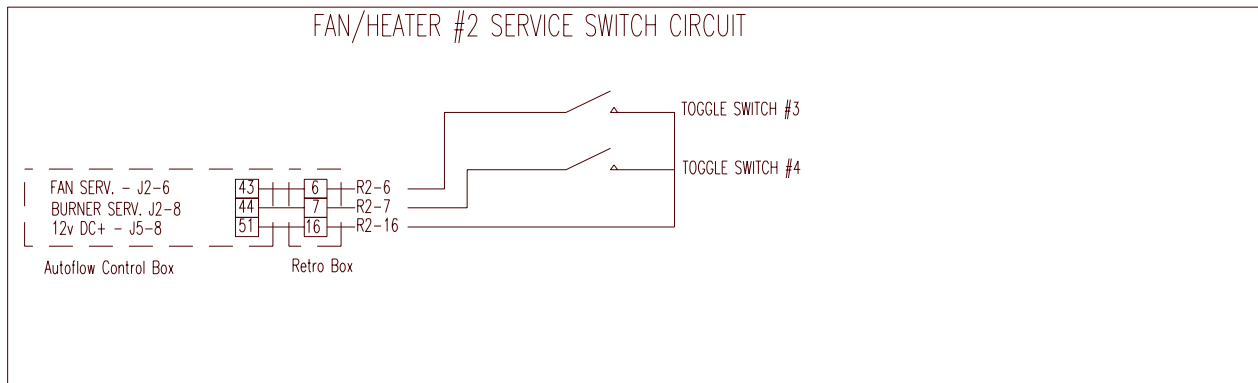 FAN/HEATER #2 SERVICE SWITCH CIRCUIT
TOGGLE SWITCH #3
TOGGLE SWITCH #4
FAN SERV. - J2-6 43 6 R2-6
BURNER SERV. J2-8 44 7 R2-7
12v DC+ - J5-8 51 16 R2-16
Autoflow Control Box Retro Box